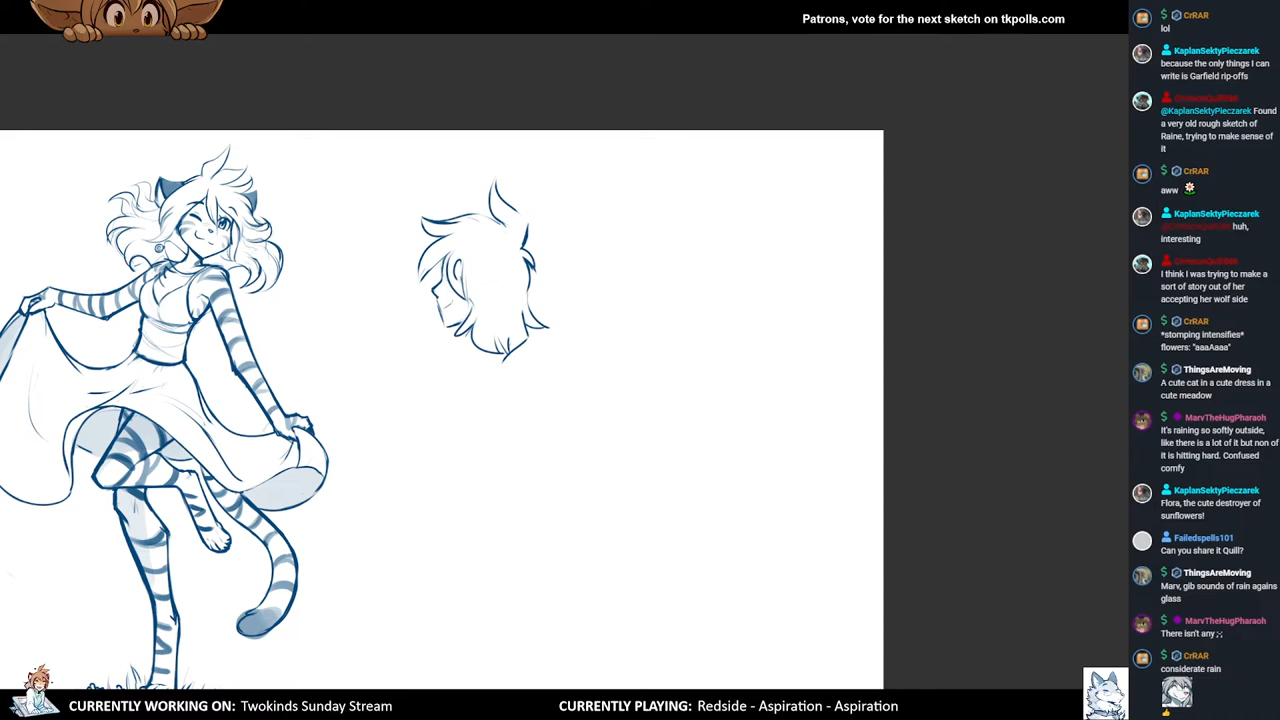 Patrons, vote for the next sketch on tkpolls.com
CrRAR
lol
KaplanSektyPieczarek
because the only things I can
write is Garfield rip-offs
@KaplanSektyPieczarek Found
a very old rough sketch of
Raine, trying to make sense of
it
CrRAR
aww
KaplanSektyPieczarek
huh,
interesting
I think I was trying to make a
sort of story out of her
accepting her wolf side
CrRAR
*stomping intensifies*
flowers: "aaaAaaa"
ThingsAreMoving
A cute cat in a cute dress in a
cute meadow
MarvTheHugPharaoh
It's raining so softly outside,
like there is a lot of it but non of
it is hitting hard. Confused
comfy
KaplanSektyPieczarek
Flora, the cute destroyer of
sunflowers!
Failedspells101
Can you share it Quill?
ThingsAreMoving
Marv, gib sounds of rain agains
glass
MarvTheHugPharaoh
There isn't any ;;
CrRAR
considerate rain
CURRENTLY WORKING ON: Twokinds Sunday Stream
CURRENTLY PLAYING: Redside - Aspiration - Aspiration